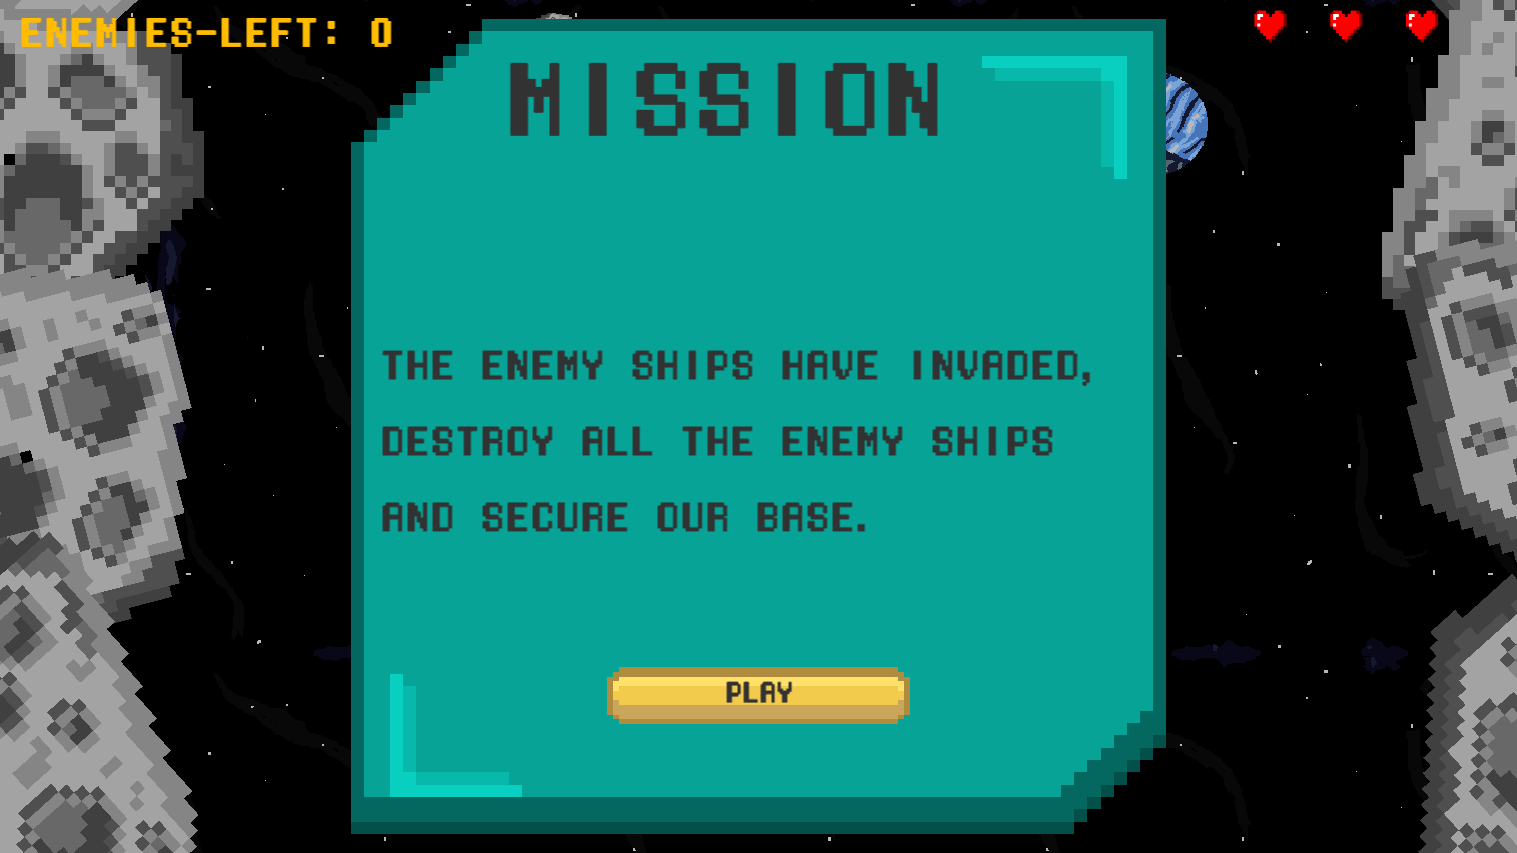 ENEMIES-LEFT: 0
MISSION
THE ENEMY SHIPS HAVE INVADED,
DESTROY ALL THE ENEMY SHIPS
AND SECURE OUR BASE.
PLAY